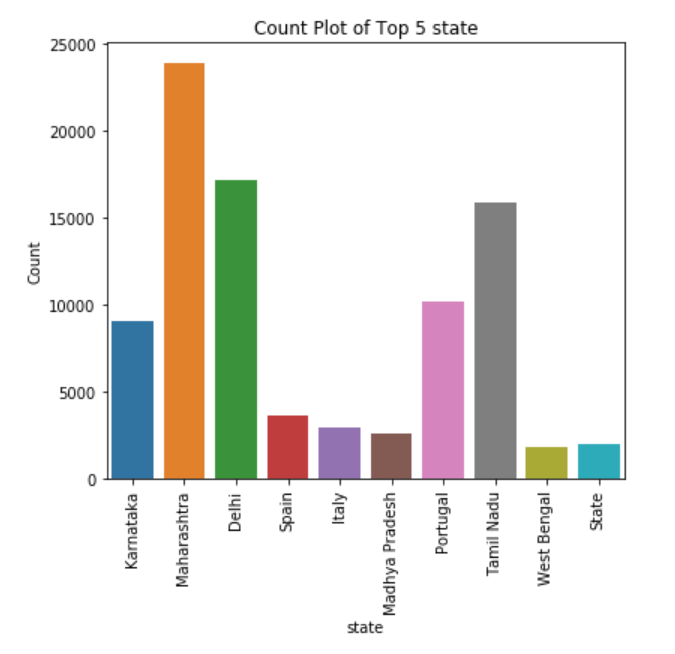 Count Plot of Top 5 state
25000
20000
15000
10000
5000
0
Count
Karnataka
Maharashtra
Delhi
Spain
Italy
Madhya Pradesh
Portugal
Tamil Nadu
West Bengal
State
state